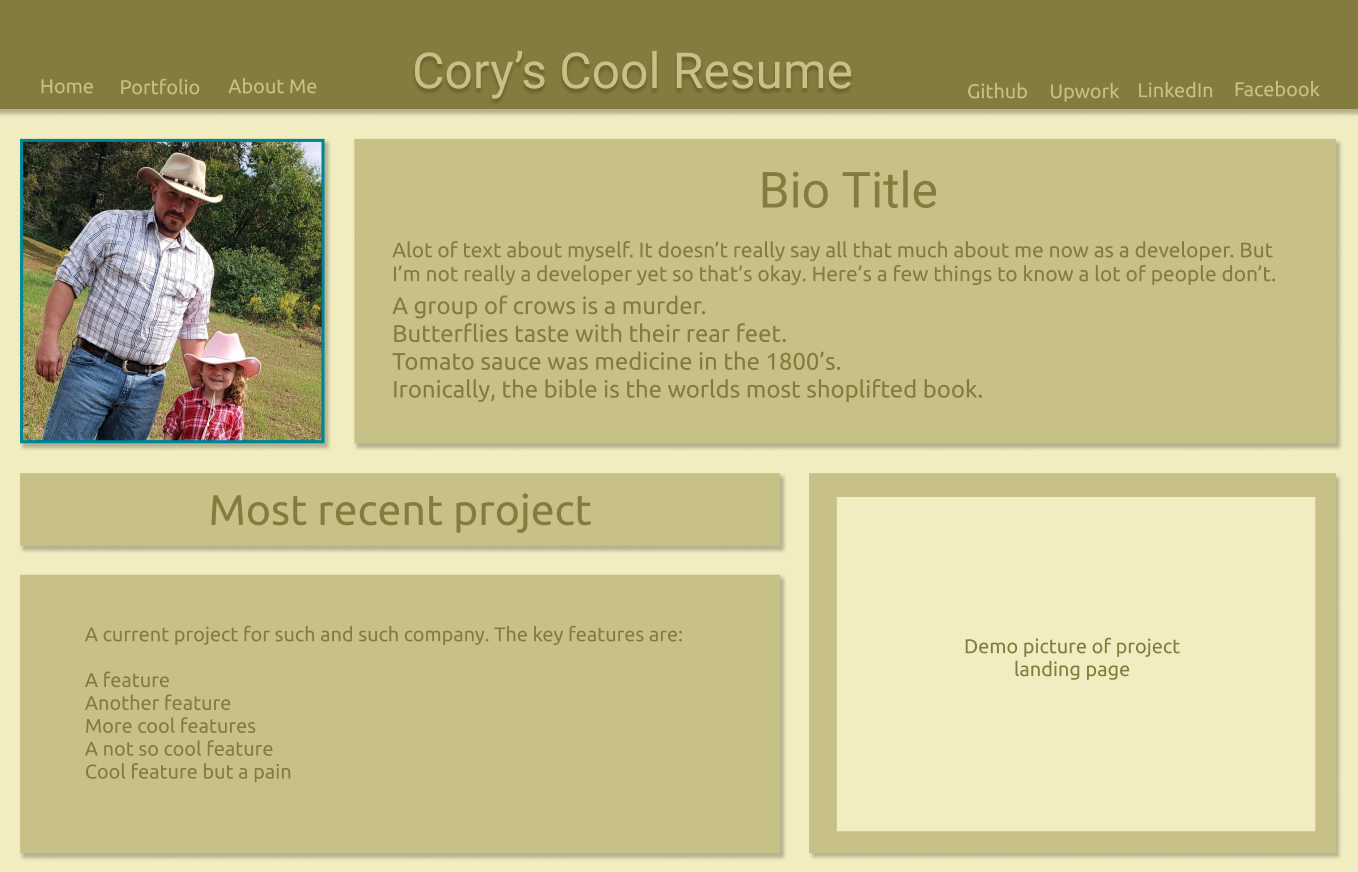 Home Portfolio About Me
Cory’s Cool Resume
Github Upwork LinkedIn Facebook
Bio Title
Alot of text about myself. It doesn’t really say all that much about me now as a developer. But
I’m not really a developer yet so that’s okay. Here’s a few things to know a lot of people don’t.
A group of crows is a murder.
Butterflies taste with their rear feet.
Tomato sauce was medicine in the 1800’s.
Ironically, the bible is the worlds most shoplifted book.
Most recent project
A current project for such and such company. The key features are:
A feature
Another feature
More cool features
A not so cool feature
Cool feature but a pain
Demo picture of project
landing page